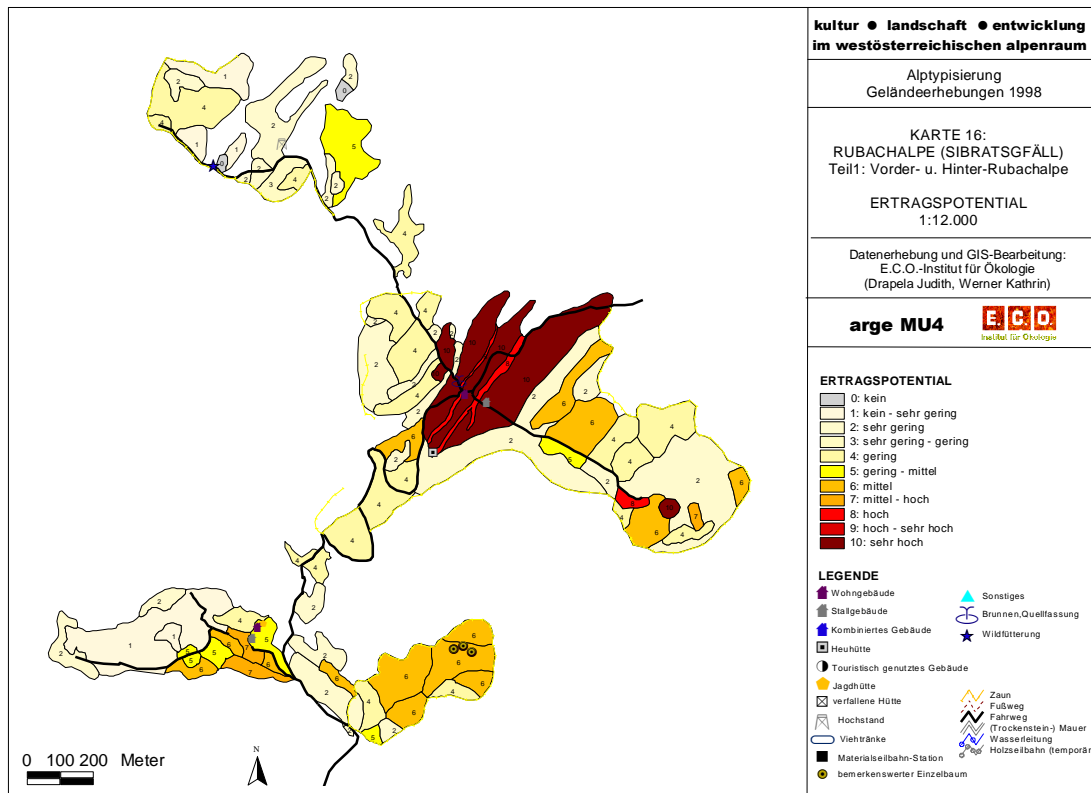 kultur ● landschaft ● entwicklung
im westösterreichischen alpenraum
Alptypisierung
Geländeerhebungen 1998
KARTE 16:
RUBACHALPE (SIBRATSGFÄLL)
Teil1: Vorder- u. Hinter-Rubachalpe
ERTRAGSPOTENTIAL
1:12.000
Datenerhebung und GIS-Bearbeitung:
E.C.O.-Institut für Ökologie
(Drapela Judith, Werner Kathrin)
arge MU4
E.C.O.
Institut für Ökologie
ERTRAGSPOTENTIAL
0: kein
1: kein - sehr gering
2: sehr gering
3: sehr gering - gering
4: gering
5: gering - mittel
6: mittel
7: mittel - hoch
8: hoch
9: hoch - sehr hoch
10: sehr hoch
LEGENDE
Wohngebäude
Stallgebäude
Kombiniertes Gebäude
Heuhütte
Touristisch genutztes Gebäude
Jagdhütte
verfallene Hütte
Hochstand
Viehtränke
Materialseilbahn-Station
bemerkenswerter Einzelbaum
Sonstiges
Brunnen,Quellfassung
Wildfütterung
Zaun
Fußweg
Fahrweg
(Trockenstein-) Mauer
Wasserleitung
Holzseilbahn (temporär
0 100 200 Meter
N